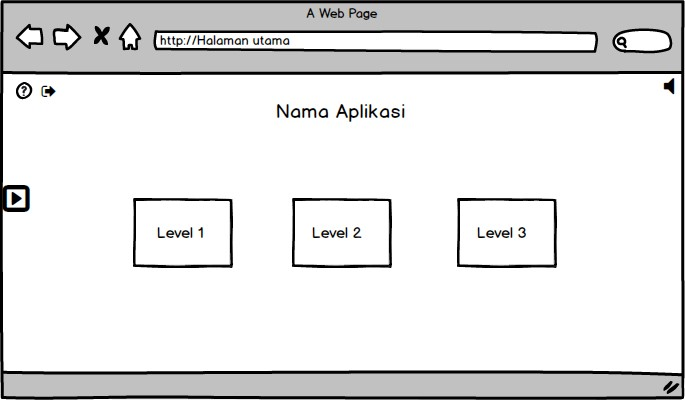 A Web Page
http://Halaman utama
Nama Aplikasi
Level 1
Level 2
Level 3